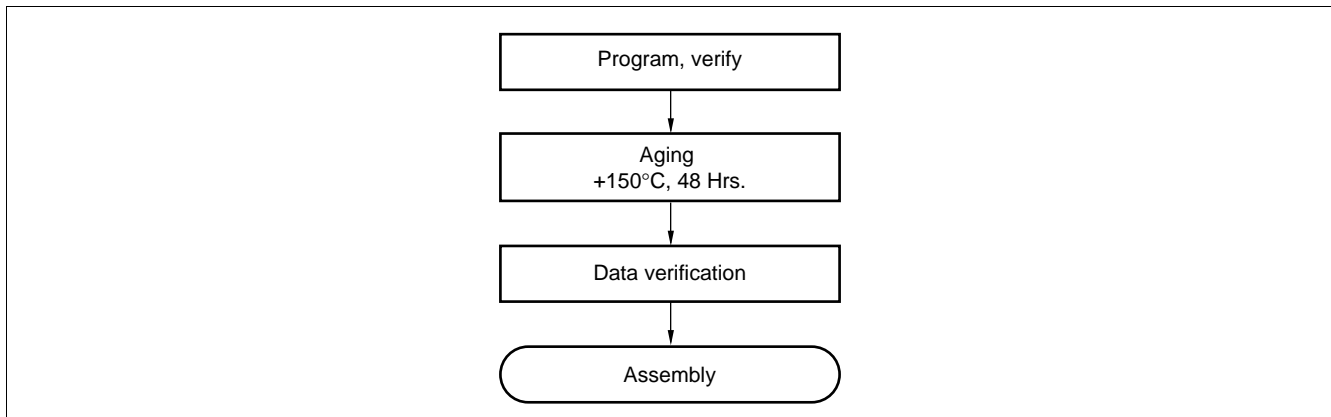 Program, verify
Aging
+150°C, 48 Hrs.
Data verification
Assembly